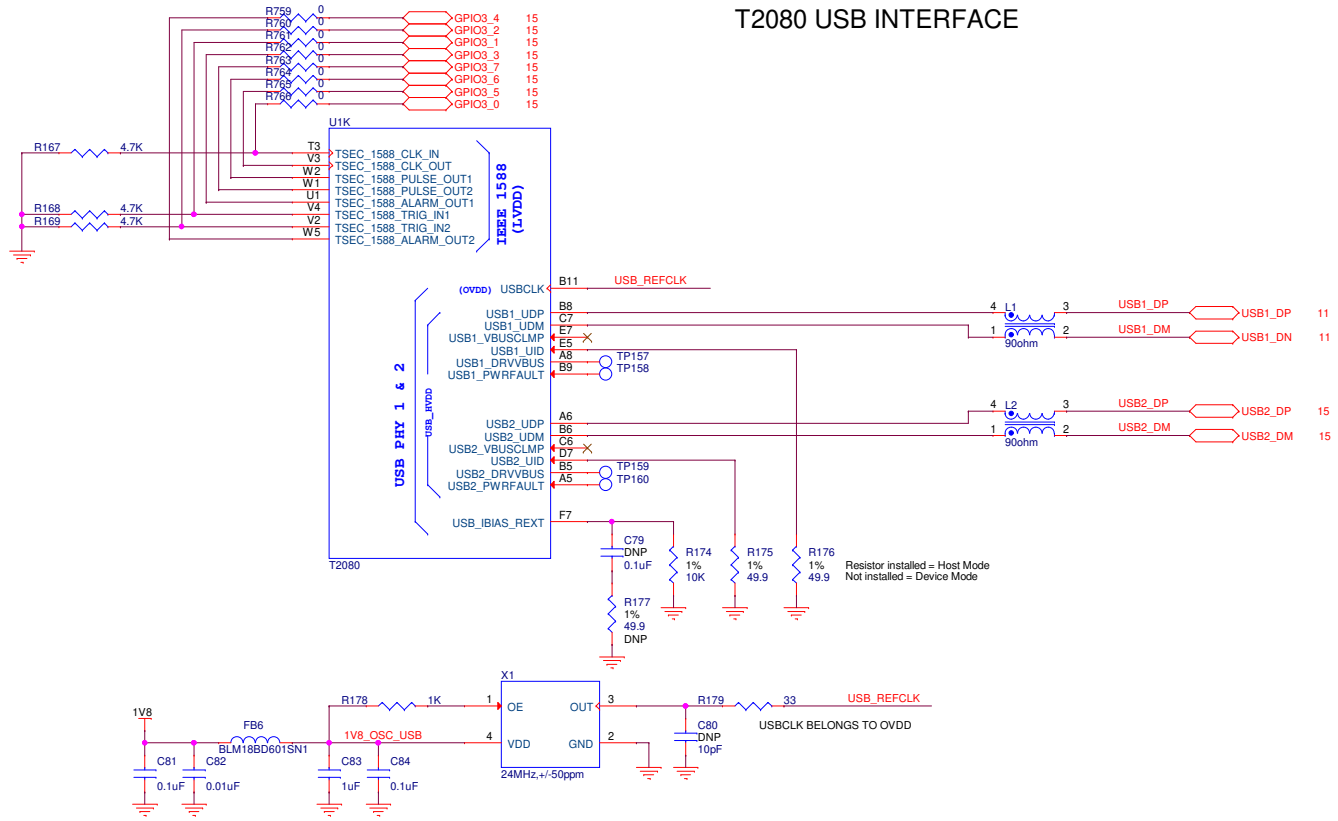 T2080 USB INTERFACE
R759 0 GPIO3_4 15
R760 0 GPIO3_2 15
R761 0 GPIO3_1 15
R762 0 GPIO3_3 15
R763 0 GPIO3_7 15
R764 0 GPIO3_6 15
R765 0 GPIO3_5 15
R766 0 GPIO3_0 15
U1K
R167 4.7K T3 TSEC_1588_CLK_IN
V3 TSEC_1588_CLK_OUT
W2 TSEC_1588_PULSE_OUT1
W1 TSEC_1588_PULSE_OUT2
U1 TSEC_1588_ALARM_OUT1
R168 4.7K V4 TSEC_1588_TRIG_IN1
R169 4.7K V2 TSEC_1588_TRIG_IN2
W5 TSEC_1588_ALARM_OUT2
IEEE 1588
(LVDD)
(OVDD) USBCLK B11 USB_REFCLK
USB1_UDP B8 4 L1 3 USB1_DP USB1_DP 11
USB1_UDM C7 1 2 USB1_DM USB1_DN 11
90ohm
USB1_VBUSCLMP E7
USB1_UID E5
USB1_DRVVBUS A8 TP157
USB1_PWRFAULT B9 TP158
USB PHY 1 & 2
USB_HVDD
USB2_UDP A6 4 L2 3 USB2_DP USB2_DP 15
USB2_UDM B6 1 2 USB2_DM USB2_DM 15
90ohm
USB2_VBUSCLMP C6
USB2_UID D7
USB2_DRVVBUS B5 TP159
USB2_PWRFAULT A5 TP160
USB_IBIAS_REXT F7
T2080
C79
DNP
0.1uF
R174
1%
10K
R175
1%
49.9
R176
1%
49.9
Resistor installed = Host Mode
Not installed = Device Mode
R177
1%
49.9
DNP
X1
R178 1K 1 OE OUT 3 R179 33 USB_REFCLK
1V8
FB6
BLM18BD601SN1
1V8_OSC_USB 4 VDD GND 2
C80
DNP
10pF
USBCLK BELONGS TO OVDD
C81
0.1uF
C82
0.01uF
C83
1uF
C84
0.1uF
24MHz,+/-50ppm